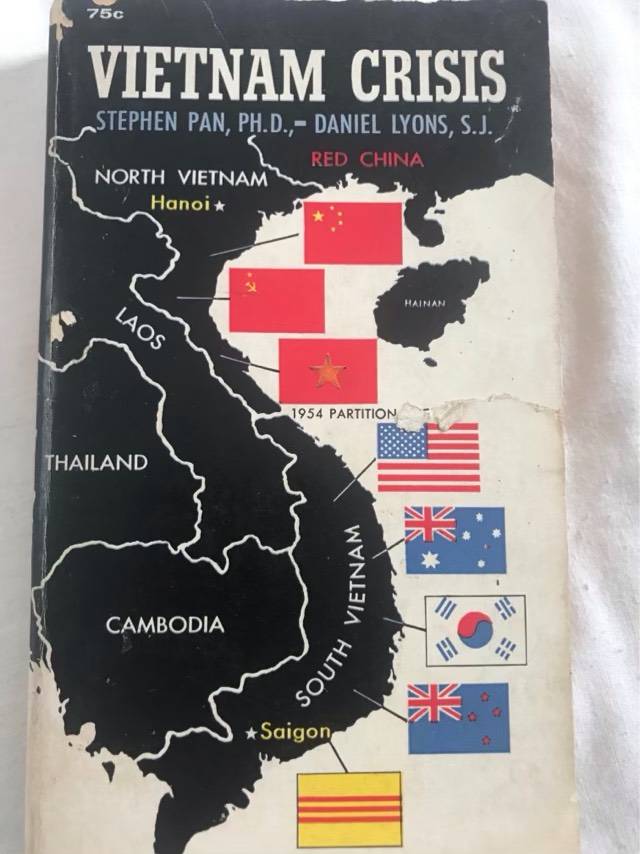 75c
VIETNAM CRISIS
STEPHEN PAN, PH.D.,- DANIEL LYONS, S.J.
RED CHINA
NORTH VIETNAM
Hanoi
HAINAN
LAOS
1954 PARTITION
THAILAND
SOUTH VIETNAM
CAMBODIA
Saigon